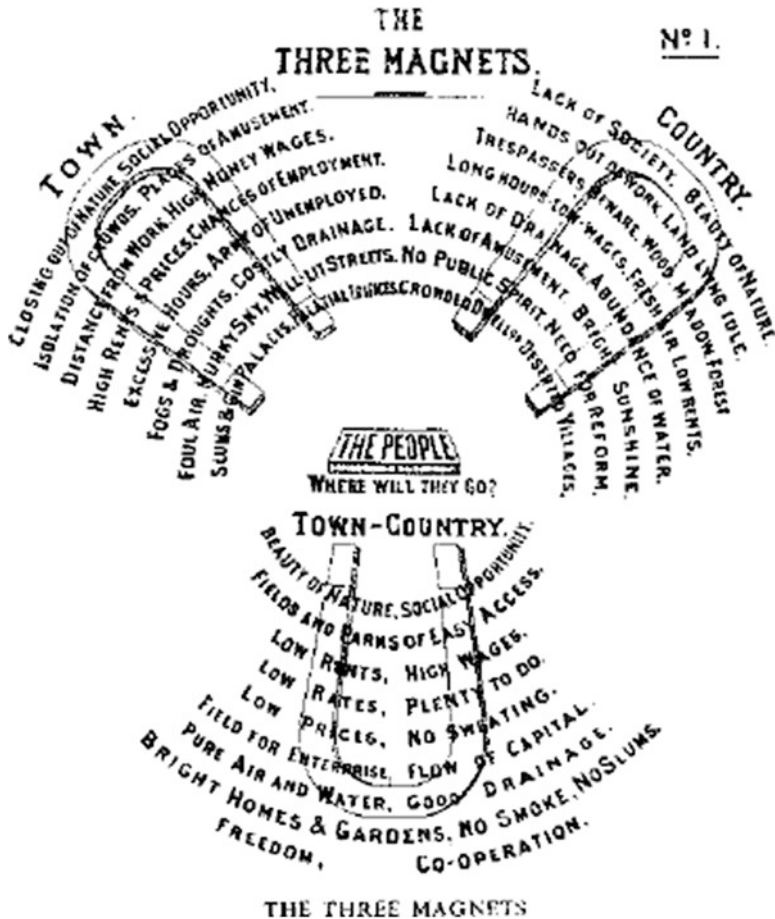 THE
THREE MAGNETS.
Nº 1.
TOWN.
CLOSING OUT OF NATURE. SOCIAL OPPORTUNITY.
ISOLATION OF CROWDS. PLACES OF AMUSEMENT.
DISTANCE FROM WORK. HIGH MONEY WAGES.
HIGH RENTS & PRICES. CHANCES OF EMPLOYMENT.
EXCESSIVE HOURS. ARMY OF UNEMPLOYED.
FOGS & DROUGHTS. COSTLY DRAINAGE.
FOUL AIR. MURKY SKY. WELL-LIT STREETS.
SLUMS & GIN PALACES. PALATIAL EDIFICES.
COUNTRY.
LACK OF SOCIETY. BEAUTY OF NATURE.
HANDS OUT OF WORK. LAND LYING IDLE.
TRESPASSERS BEWARE. WOOD, MEADOW, FOREST
LONG HOURS-LOW-WAGES. FRESH AIR LOW RENTS.
LACK OF DRAINAGE. ABUNDANCE OF WATER.
LACK OF AMUSEMENT. BRIGHT SUNSHINE.
NO PUBLIC SPIRIT. NEED FOR REFORM.
CROWDED DWELLINGS DESERTED VILLAGES.
THE PEOPLE
WHERE WILL THEY GO?
TOWN-COUNTRY.
BEAUTY OF NATURE, SOCIAL OPPORTUNITY.
FIELDS AND PARKS OF EASY ACCESS.
LOW RENTS, HIGH WAGES.
LOW RATES, PLENTY TO DO.
LOW PRICES, NO SWEATING.
FIELD FOR ENTERPRISE, FLOW OF CAPITAL.
PURE AIR AND WATER, GOOD DRAINAGE.
BRIGHT HOMES & GARDENS, NO SMOKE, NO SLUMS.
FREEDOM, CO-OPERATION.
THE THREE MAGNETS